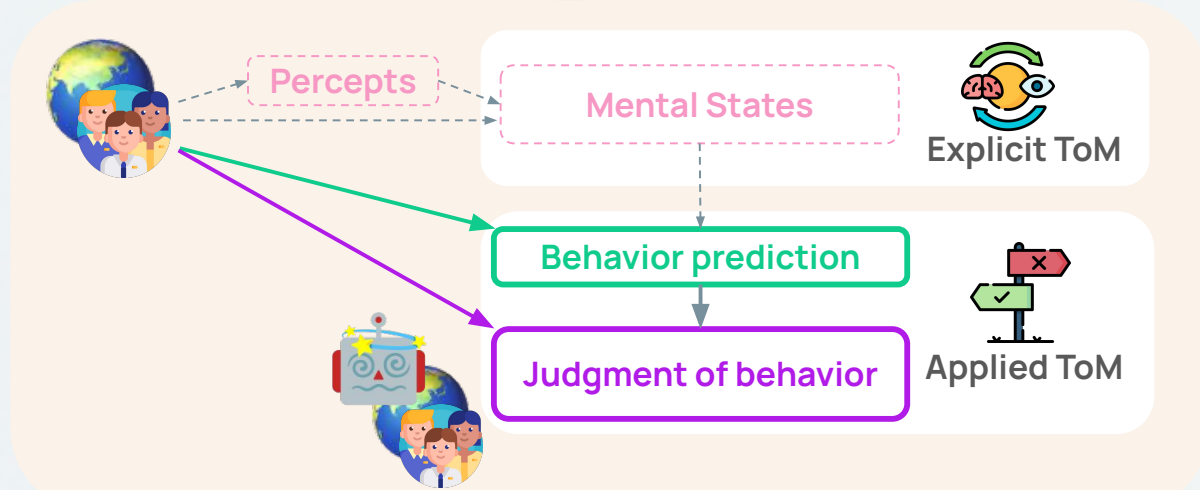 Percepts
Mental States
Explicit ToM
Behavior prediction
Judgment of behavior
Applied ToM